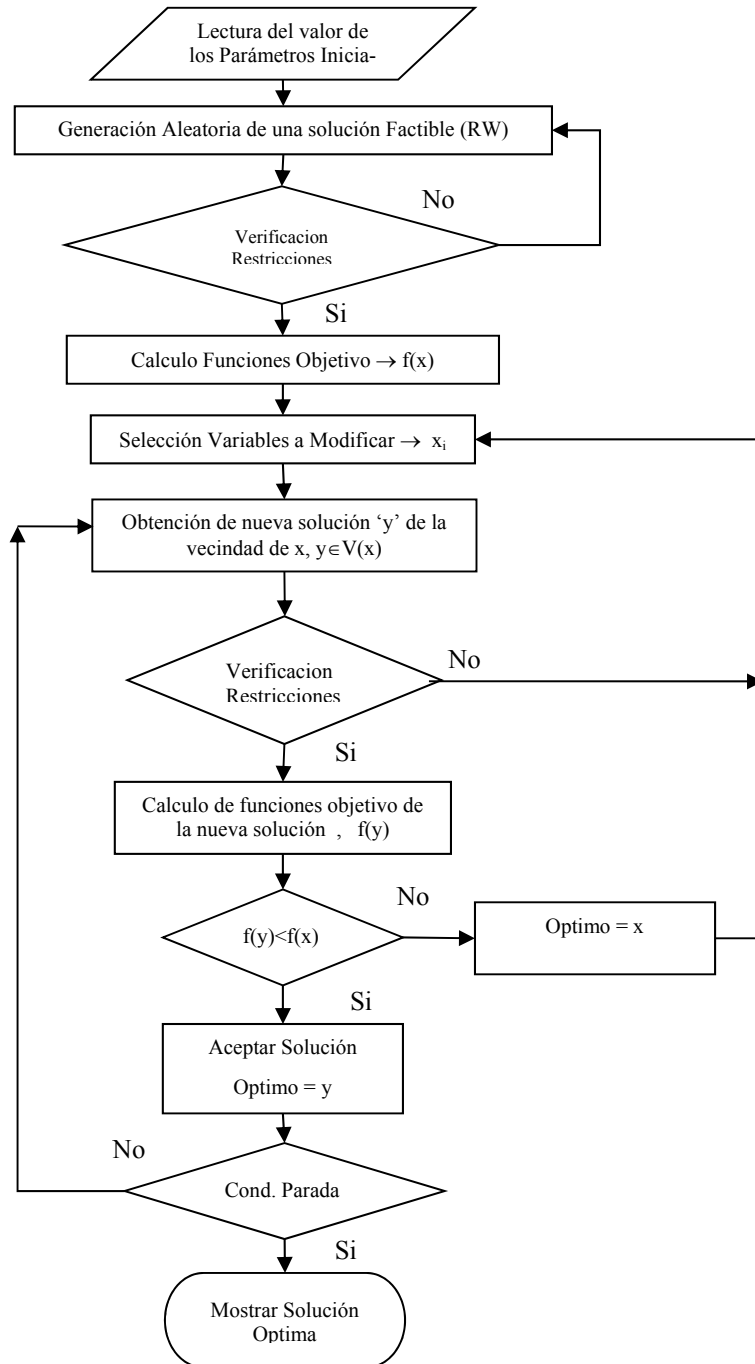 Lectura del valor de
los Parámetros Inicia-
Generación Aleatoria de una solución Factible (RW)
No
Verificacion
Restricciones
Si
Calculo Funciones Objetivo → f(x)
Selección Variables a Modificar → xᵢ
Obtención de nueva solución ‘y’ de la
vecindad de x, y∈V(x)
No
Verificacion
Restricciones
Si
Calculo de funciones objetivo de
la nueva solución , f(y)
No
f(y)<f(x)
Optimo = x
Si
Aceptar Solución
Optimo = y
No
Cond. Parada
Si
Mostrar Solución
Optima